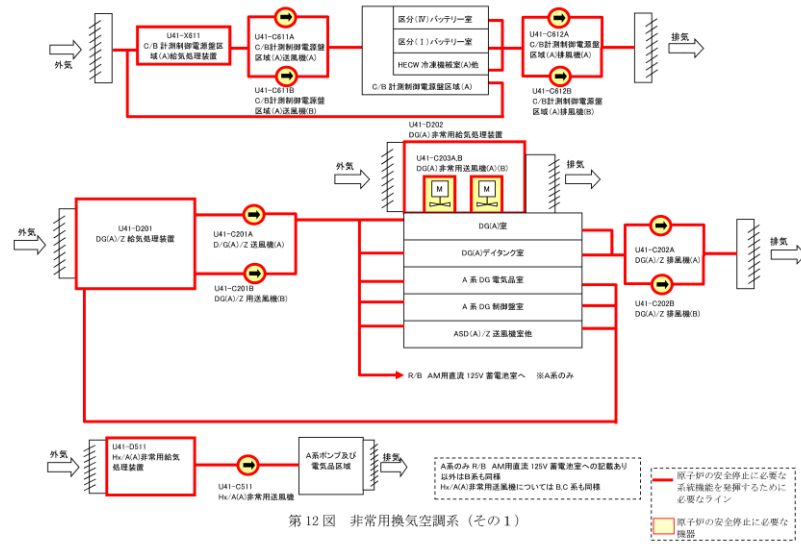 U41-X611
C/B計測制御電源盤区
域(A)給気処理装置
外気
U41-C611A
C/B計測制御電源盤
区域(A)送風機(A)
U41-C611B
C/B計測制御電源盤
区域(A)送風機(B)
区分(Ⅳ)バッテリー室
区分(Ⅰ)バッテリー室
HECW 冷凍機械室(A)他
C/B 計測制御電源盤区域(A)
U41-C612A
C/B計測制御電源盤
区域(A)排風機(A)
U41-C612B
C/B計測制御電源盤
区域(A)排風機(B)
排気
U41-D202
DG(A)非常用給気処理装置
外気
U41-C203A,B
DG(A)非常用送風機(A)(B)
M
M
排気
外気
U41-D201
DG(A)/Z 給気処理装置
U41-C201A
D/G(A)/Z 送風機(A)
U41-C201B
DG(A)/Z 用送風機(B)
DG(A)室
DG(A)デイタンク室
A 系 DG 電気品室
A 系 DG 制御盤室
ASD(A)/Z 送風機室他
U41-C202A
DG(A)/Z 排風機(A)
U41-C202B
DG(A)/Z 排風機(B)
排気
R/B AM用直流 125V 蓄電池室へ ※A系のみ
外気
U41-D511
Hx/A(A)非常用給気
処理装置
U41-C511
Hx/A(A)非常用送風機
A系ポンプ及び
電気品区域
排気
A系のみ R/B AM用直流 125V 蓄電池室への記載あり
以外はB系も同様
Hx/A(A)非常用送風機については B,C 系も同様
原子炉の安全停止に必要な
系統機能を発揮するために
必要なライン
原子炉の安全停止に必要な
機器
第12図 非常用換気空調系(その1)